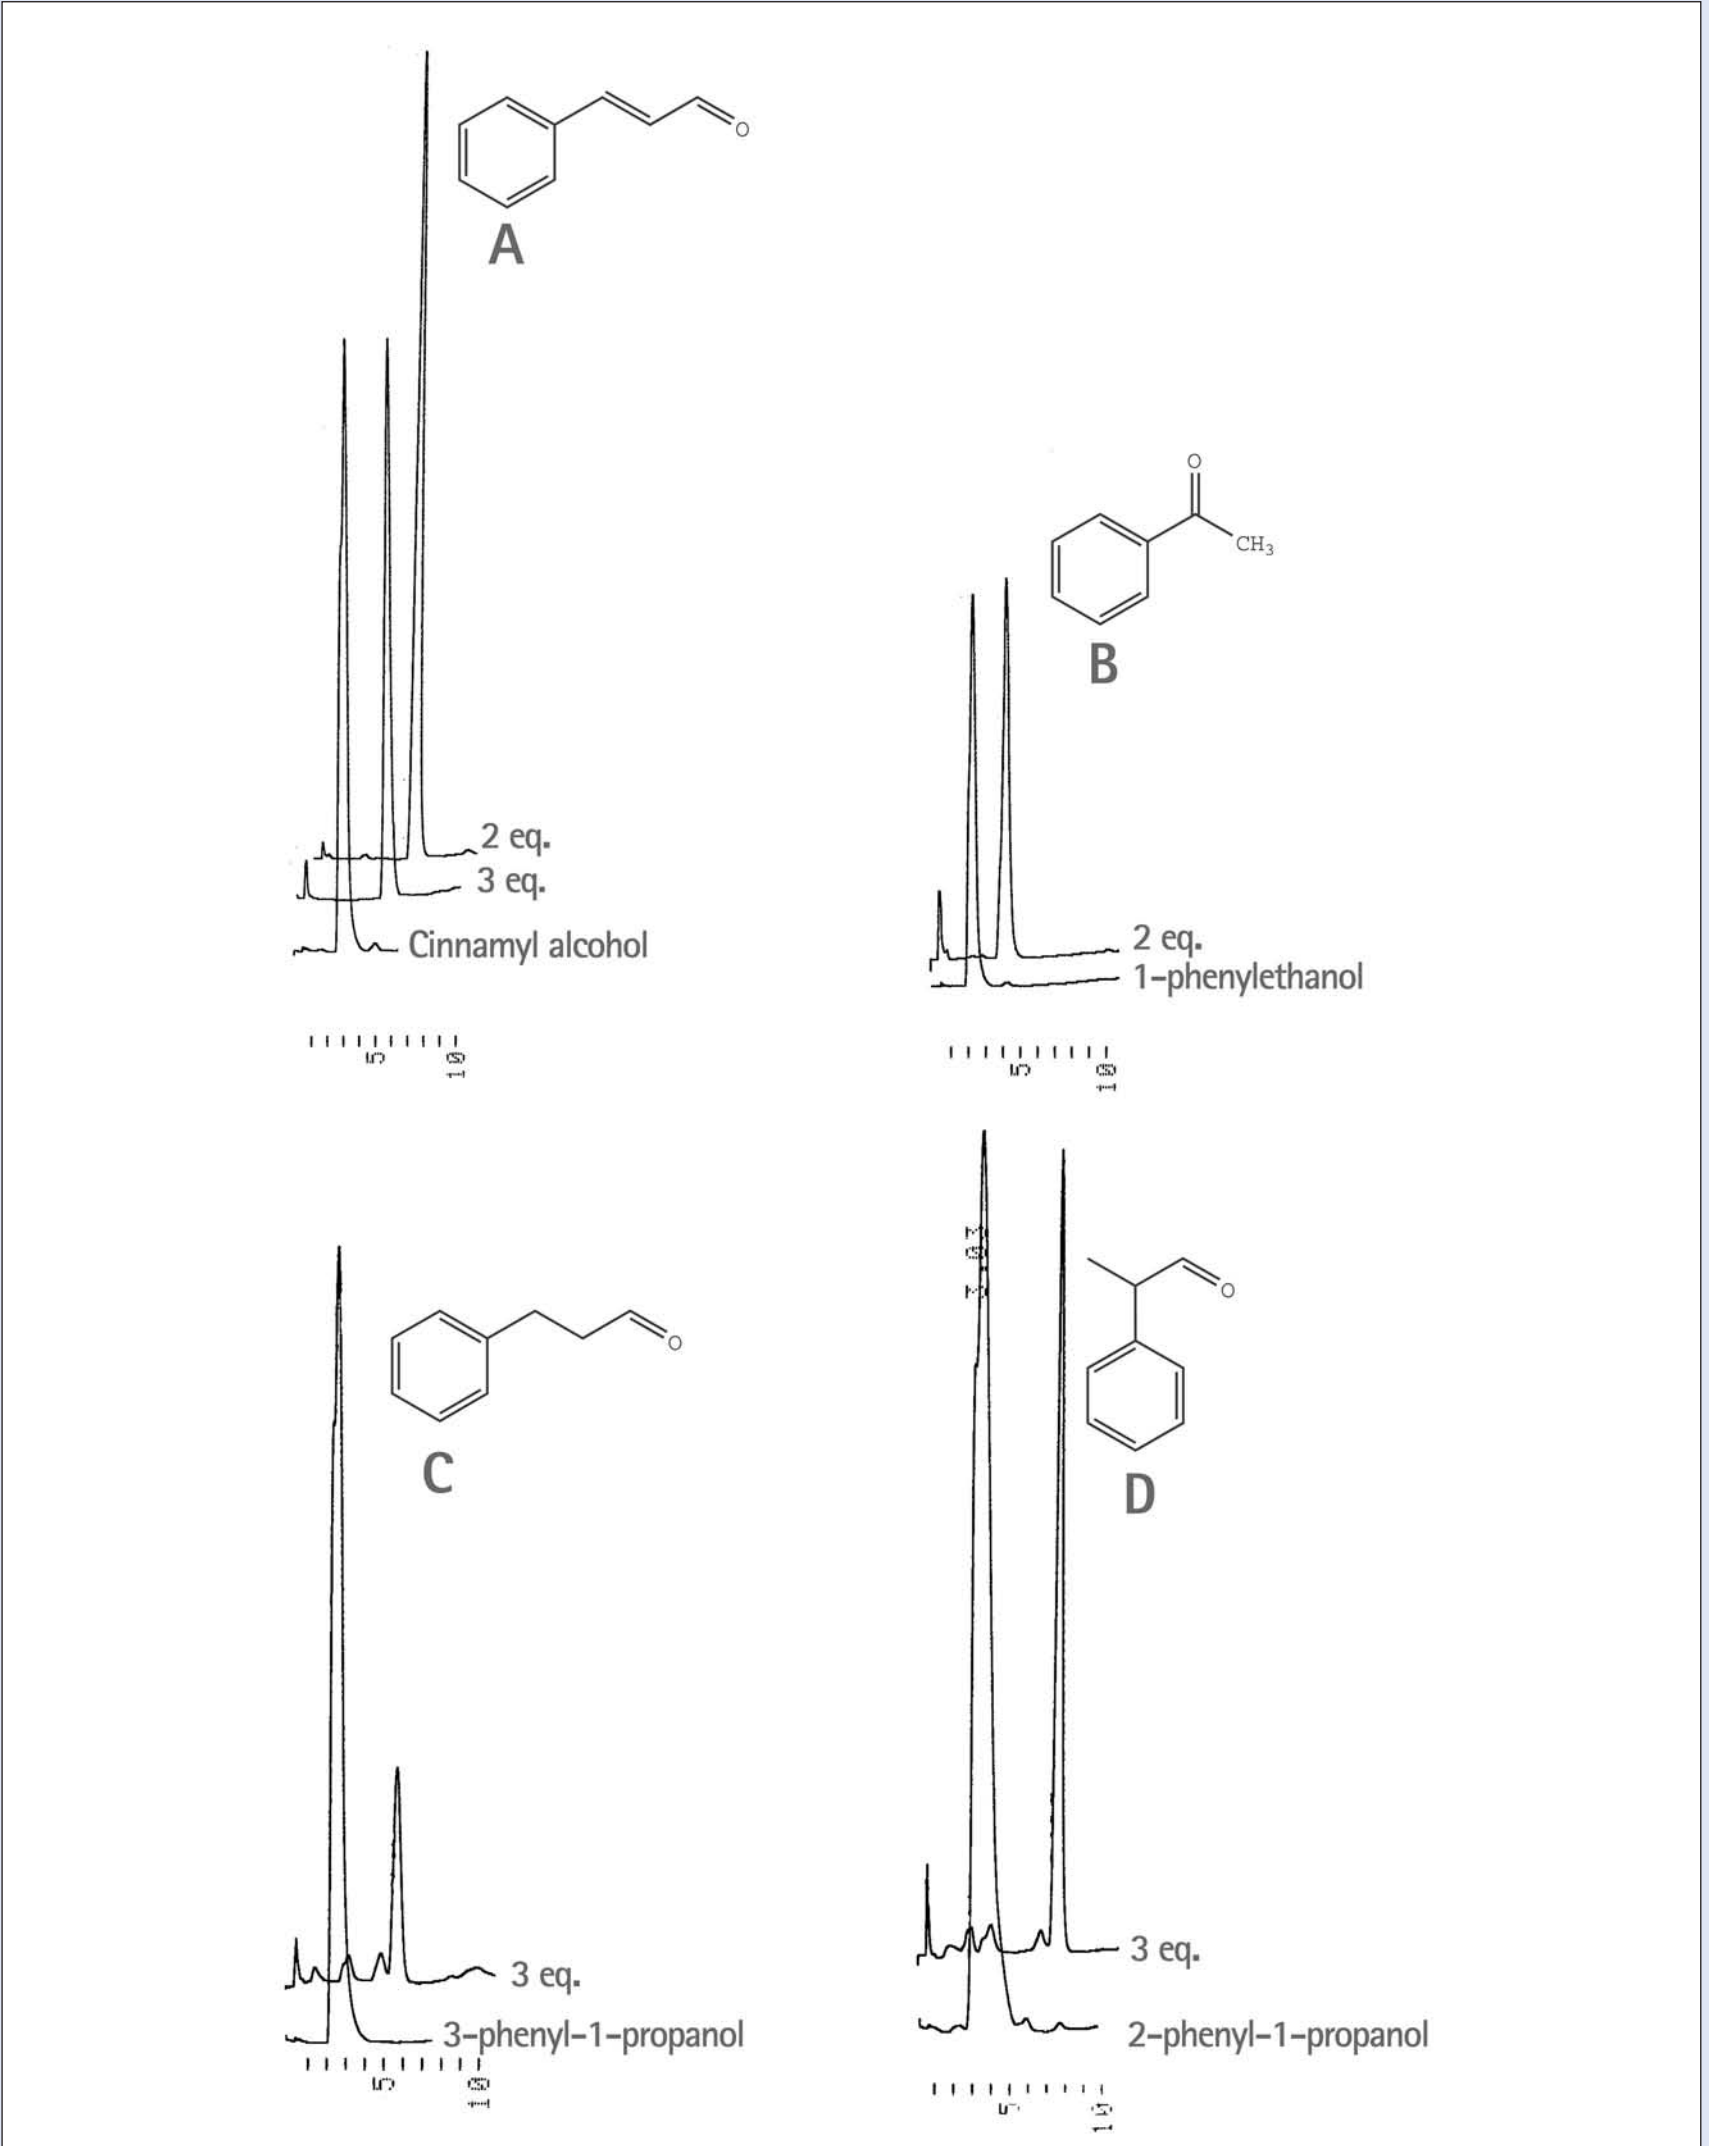 O
A
2 eq.
3 eq.
Cinnamyl alcohol
5
10
O
CH3
B
2 eq.
1-phenylethanol
5
10
O
C
3 eq.
3-phenyl-1-propanol
5
10
O
D
3 eq.
2-phenyl-1-propanol
5
10